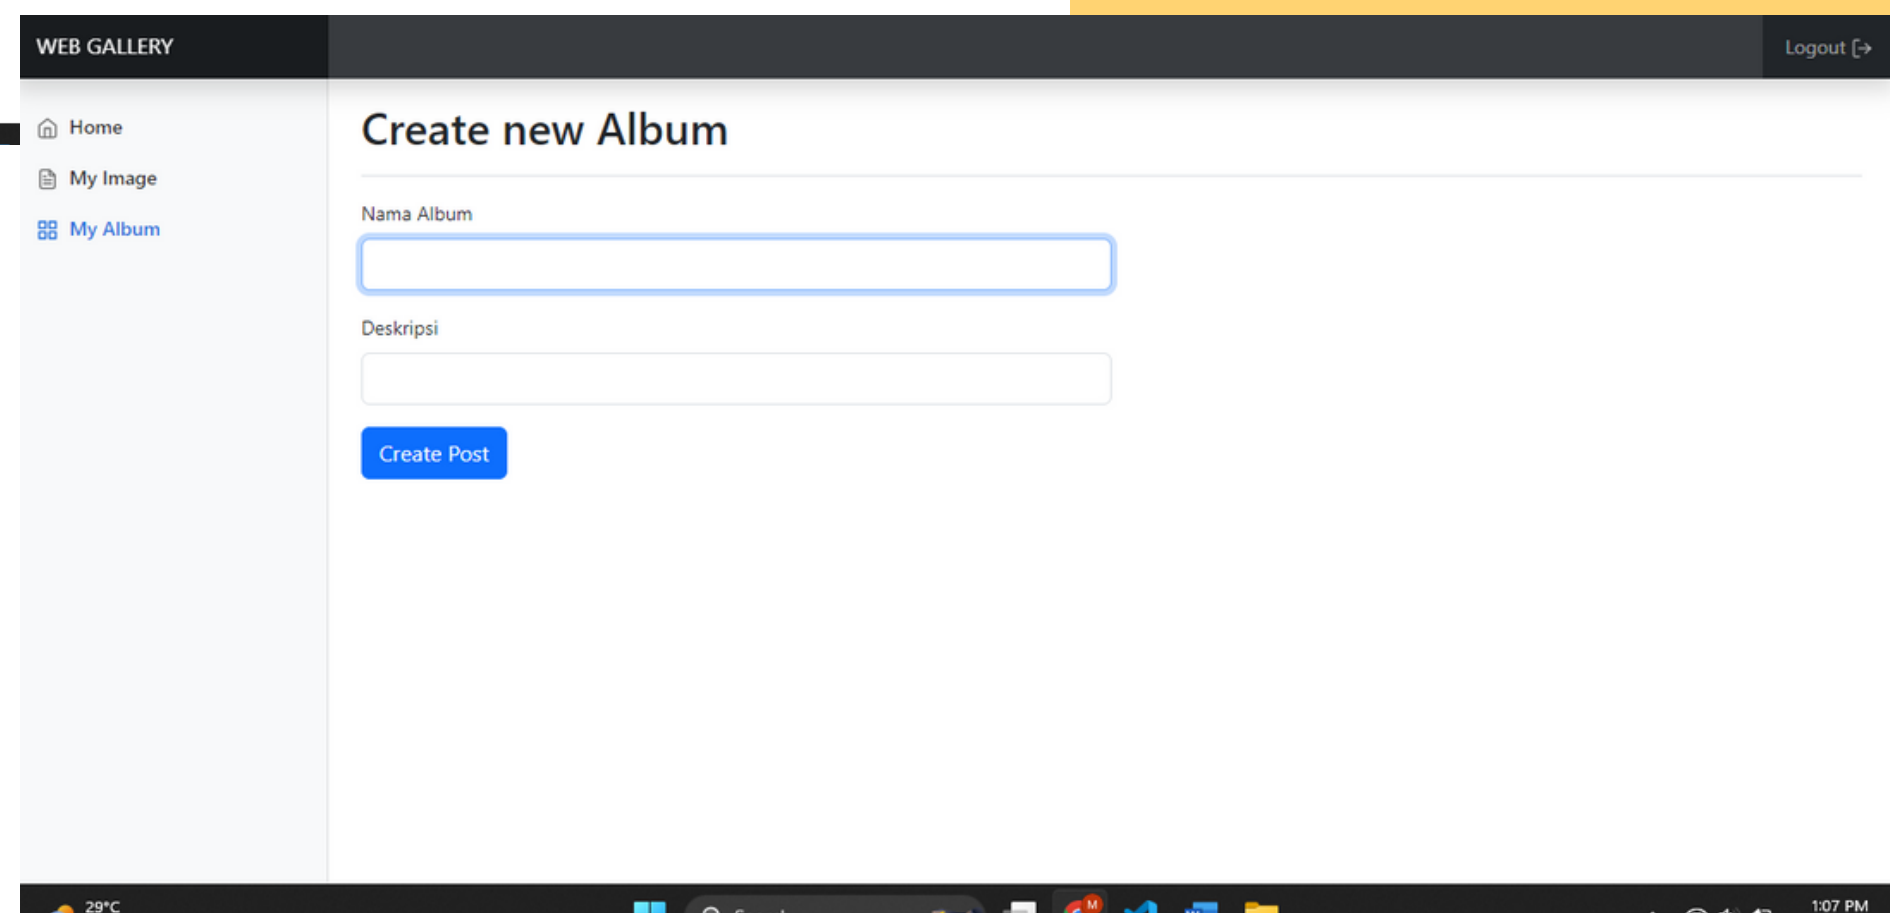 WEB GALLERY
Logout
Home
My Image
My Album
Create new Album
Nama Album
Deskripsi
Create Post
29°C
M
1:07 PM